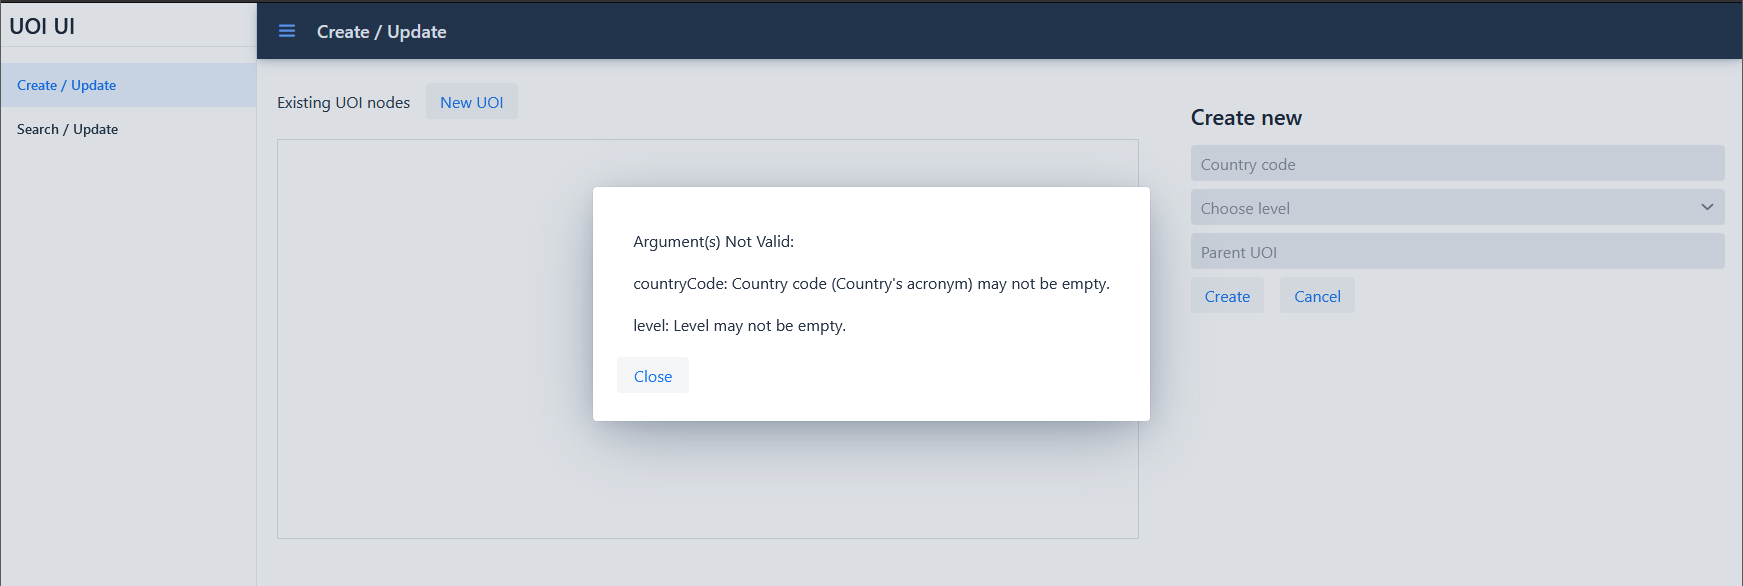 UOI UI
Create / Update
Create / Update
Search / Update
Existing UOI nodes
New UOI
Create new
Country code
Choose level
Parent UOI
Create
Cancel
Argument(s) Not Valid:
countryCode: Country code (Country's acronym) may not be empty.
level: Level may not be empty.
Close